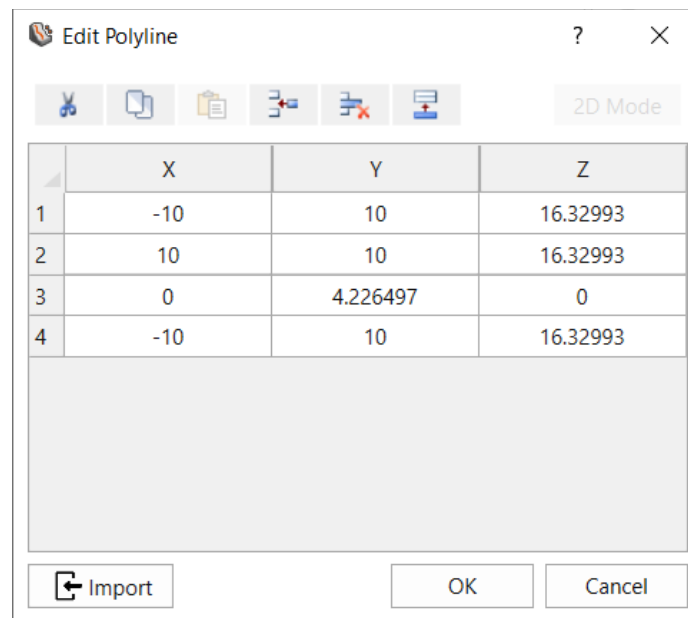 Edit Polyline ? ×
2D Mode
X Y Z
1 -10 10 16.32993
2 10 10 16.32993
3 0 4.226497 0
4 -10 10 16.32993
Import OK Cancel